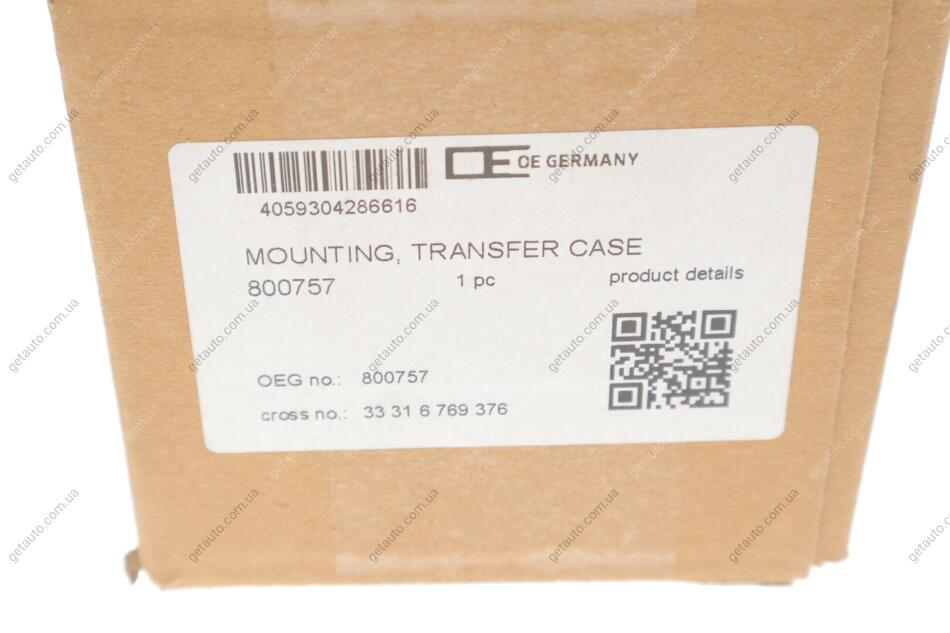 OE OE GERMANY
4059304286616
MOUNTING, TRANSFER CASE
800757 1 pc product details
OEG no.: 800757
cross no.: 33 31 6 769 376
getauto.com.ua